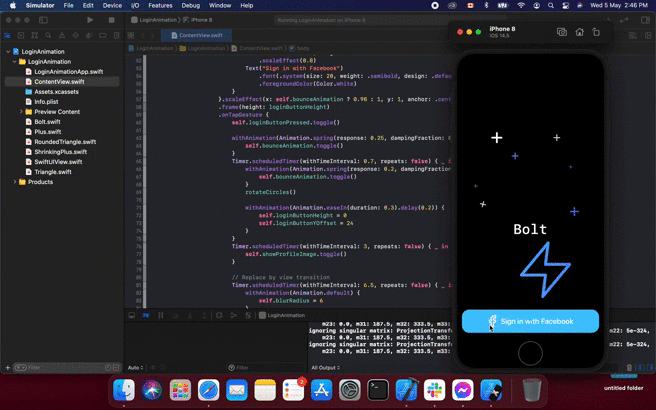 Simulator File Edit Device I/O Features Debug Window Help
Wed 5 May 2:46 PM
LoginAnimation iPhone 8
Running LoginAnimation on iPhone 8
ContentView.swift
LoginAnimation LoginAnimation ContentView.swift body
LoginAnimation
LoginAnimation
LoginAnimationApp.swift
ContentView.swift
Assets.xcassets
Info.plist
Preview Content
Bolt.swift
Plus.swift
RoundedTriangle.swift
ShrinkingPlus.swift
SwiftUIView.swift
Triangle.swift
Products
Filter
.scaleEffect(0.8)
Text("Sign in with Facebook")
.font(.system(size: 20, weight: .semibold, design: .defa
.foregroundColor(Color.white)
}
}.scaleEffect(x: self.bounceAnimation ? 0.98 : 1, y: 1, anchor: .cent
.frame(height: loginButtonHeight)
.onTapGesture {
self.loginButtonPressed.toggle()
withAnimation(Animation.spring(response: 0.25, dampingFraction:
self.bounceAnimation.toggle()
}
Timer.scheduledTimer(withTimeInterval: 0.7, repeats: false) { _ i
withAnimation(Animation.spring(response: 0.2, dampingFraction
self.bounceAnimation.toggle()
}
rotateCircles()
withAnimation(Animation.easeIn(duration: 0.3).delay(0.2)) {
self.loginButtonHeight = 0
self.loginButtonYOffset = 24
}
}
Timer.scheduledTimer(withTimeInterval: 3, repeats: false) { _ in
self.showProfileImage.toggle()
}
// Replace by view transition
Timer.scheduledTimer(withTimeInterval: 6.5, repeats: false) { _
withAnimation(Animation.default) {
self.blurRadius = 6
LoginAnimation
m23: 0.0, m31: 187.5, m32: 333.5, m33:
ignoring singular matrix: ProjectionTransf
m23: 0.0, m31: 187.5, m32: 333.5, m33:
ignoring singular matrix: ProjectionTransf
m23: 0.0, m31: 187.5, m32: 333.5, m33:
22: 5e-324,
22: 5e-324,
Auto
Filter
All Output
iPhone 8
iOS 14.5
Bolt
Sign in with Facebook
2
untitled folder